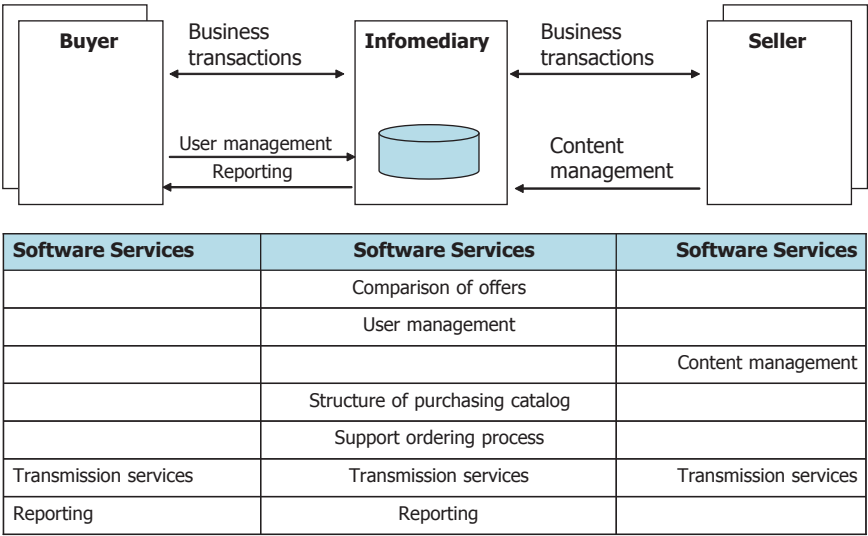 Buyer
Business
transactions
Infomediary
Business
transactions
Seller
User management
Reporting
Content
management
Software Services Software Services Software Services
Comparison of offers
User management
Content management
Structure of purchasing catalog
Support ordering process
Transmission services Transmission services Transmission services
Reporting Reporting